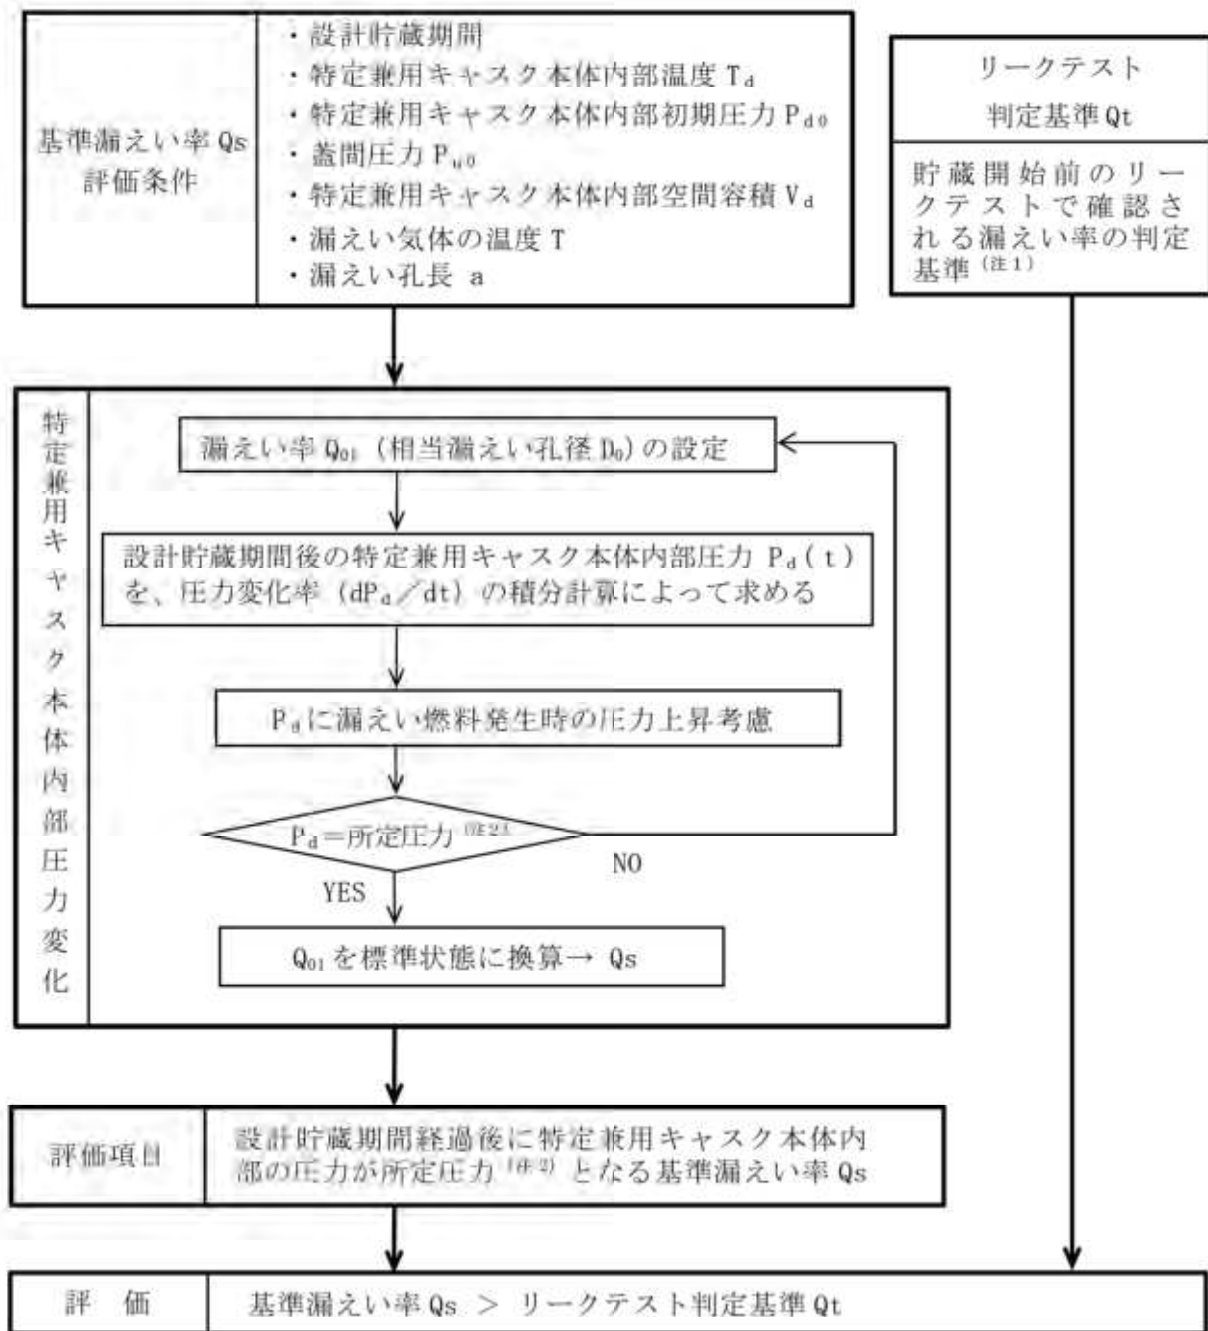 基準漏えい率 Qs
評価条件
・設計貯蔵期間
・特定兼用キャスク本体内部温度 Td
・特定兼用キャスク本体内部初期圧力 Pd0
・蓋間圧力 Pu0
・特定兼用キャスク本体内部空間容積 Vd
・漏えい気体の温度 T
・漏えい孔長 a
リークテスト
判定基準 Qt
貯蔵開始前のリー
クテストで確認さ
れる漏えい率の判定
基準(注1)
特定兼用キャスク本体内部圧力変化
漏えい率 Q01 (相当漏えい孔径 D0) の設定
設計貯蔵期間後の特定兼用キャスク本体内部圧力 Pd(t)
を、圧力変化率 (dPd/dt) の積分計算によって求める
Pdに漏えい燃料発生時の圧力上昇考慮
Pd=所定圧力(注2)
NO
YES
Q01を標準状態に換算→ Qs
評価項目
設計貯蔵期間経過後に特定兼用キャスク本体内
部の圧力が所定圧力(注2) となる基準漏えい率 Qs
評 価
基準漏えい率 Qs > リークテスト判定基準 Qt